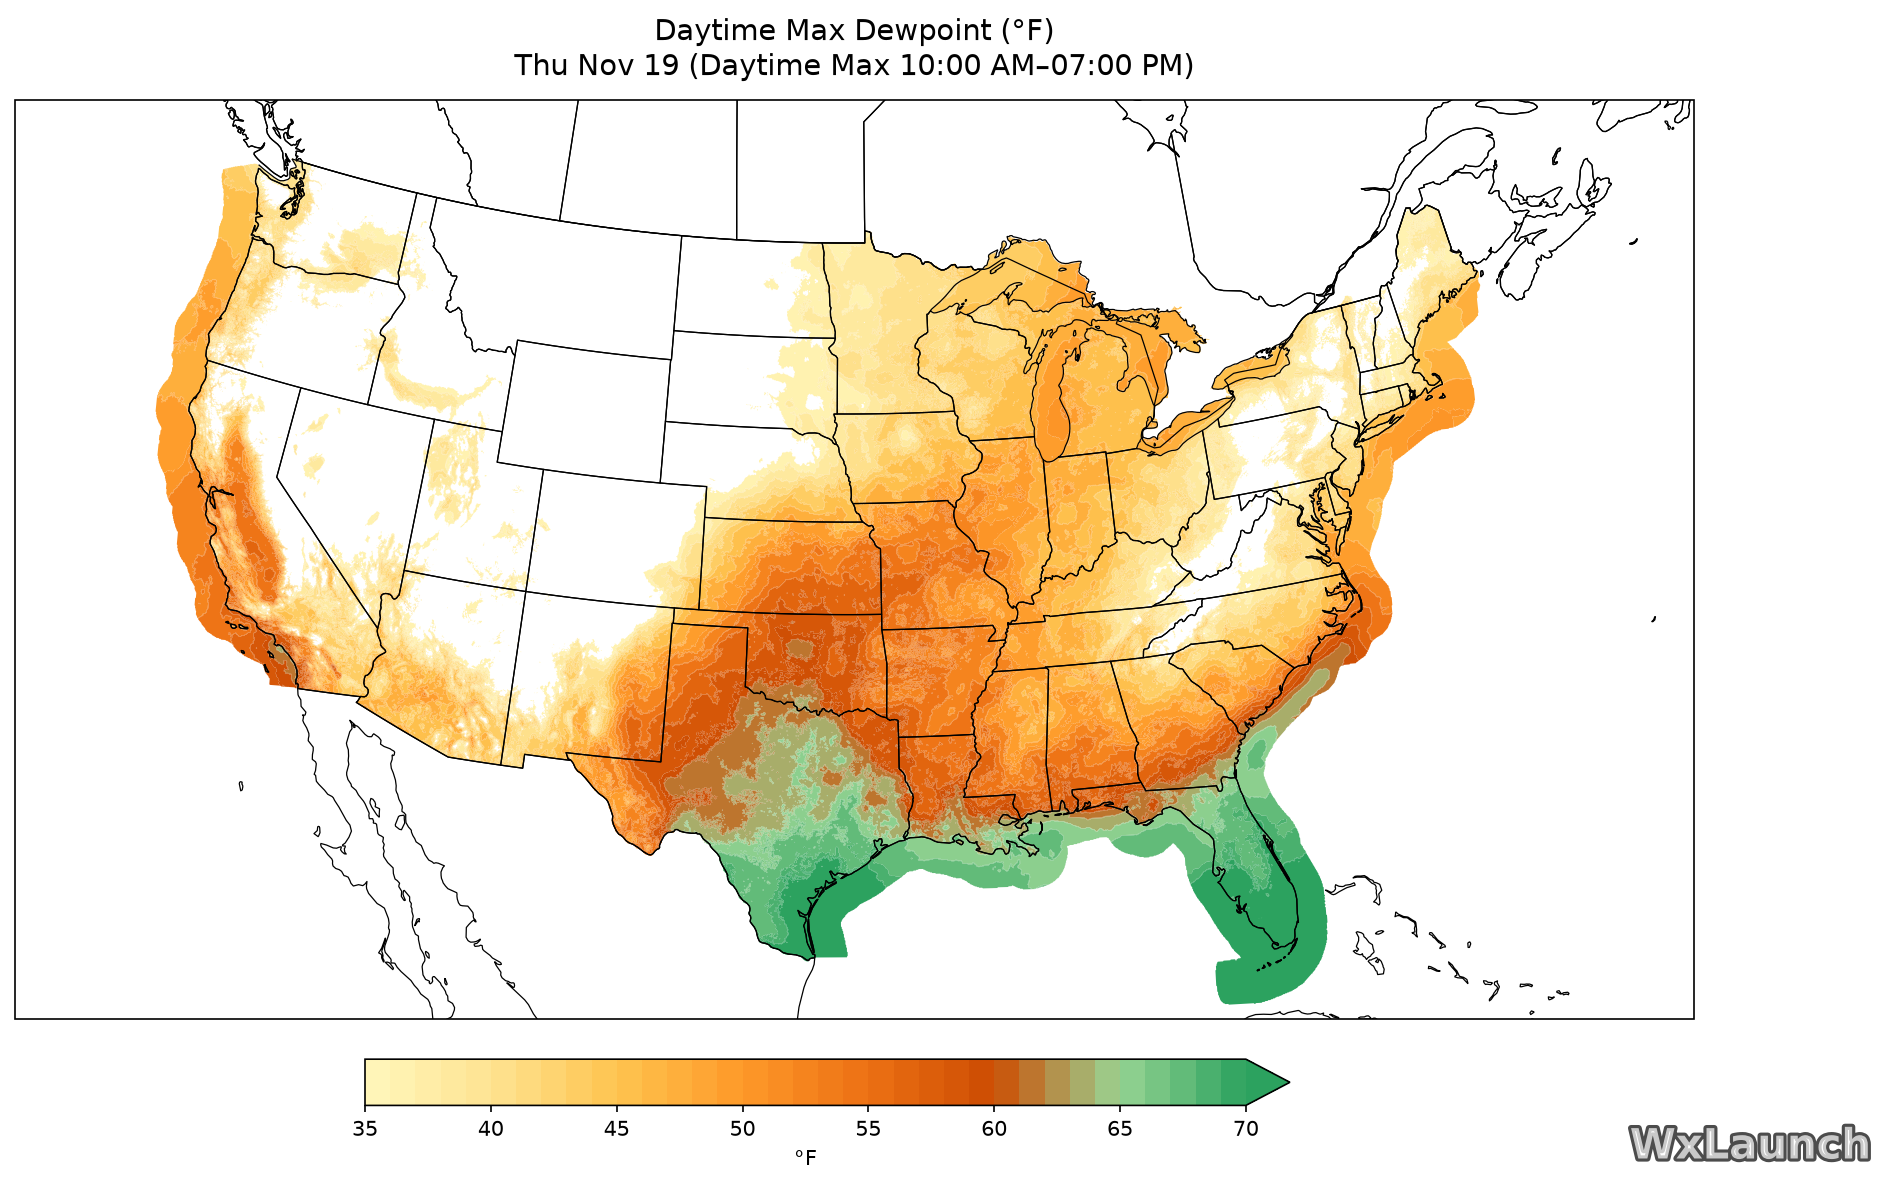 Daytime Max Dewpoint (°F)
Thu Nov 19 (Daytime Max 10:00 AM–07:00 PM)
35 40 45 50 55 60 65 70
°F
WxLaunch